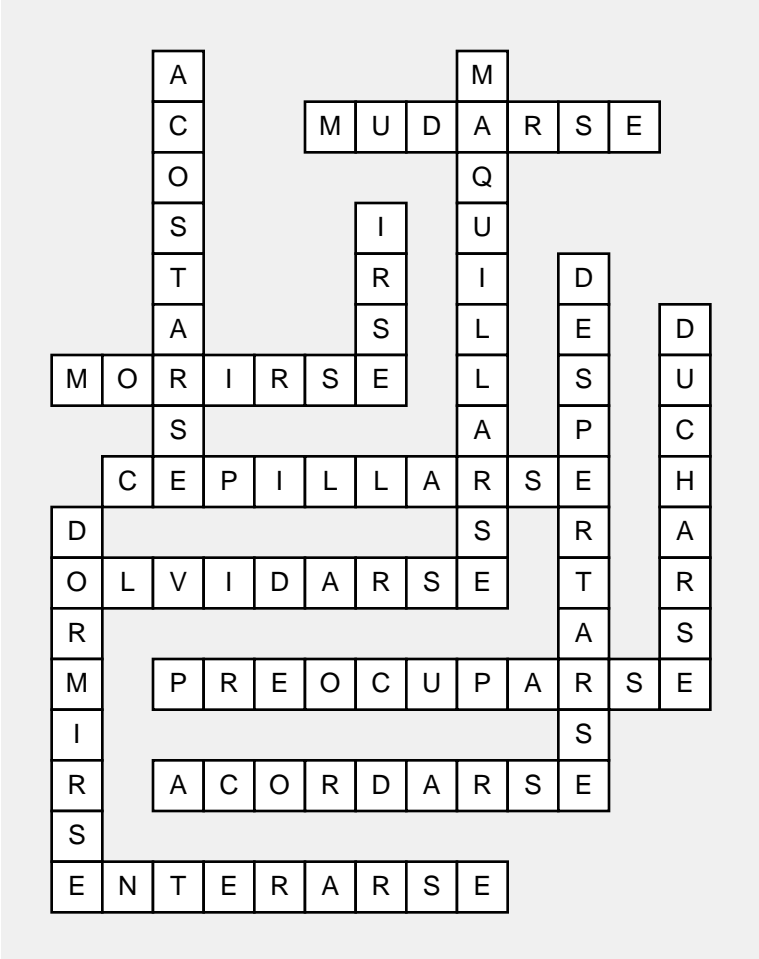 ACOSTARSE
MAQUILLARSE
MUDARSE
IRSE
DESPERTARSE
DUCHARSE
MORIRSE
CEPILLARSE
DORMIRSE
OLVIDARSE
PREOCUPARSE
ACORDARSE
ENTERARSE